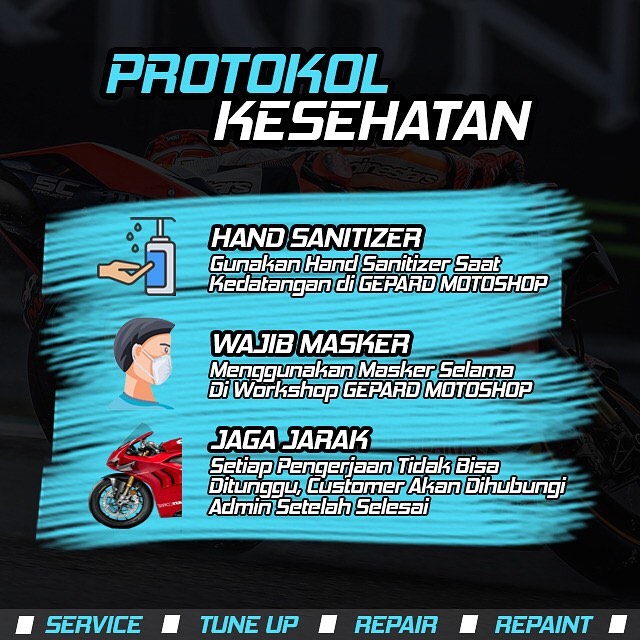 PROTOKOL
KESEHATAN
HAND SANITIZER
Gunakan Hand Sanitizer Saat
Kedatangan di GEPARD MOTOSHOP
WAJIB MASKER
Menggunakan Masker Selama
Di Workshop GEPARD MOTOSHOP
JAGA JARAK
Setiap Pengerjaan Tidak Bisa
Ditunggu, Customer Akan Dihubungi
Admin Setelah Selesai
SERVICE TUNE UP REPAIR REPAINT